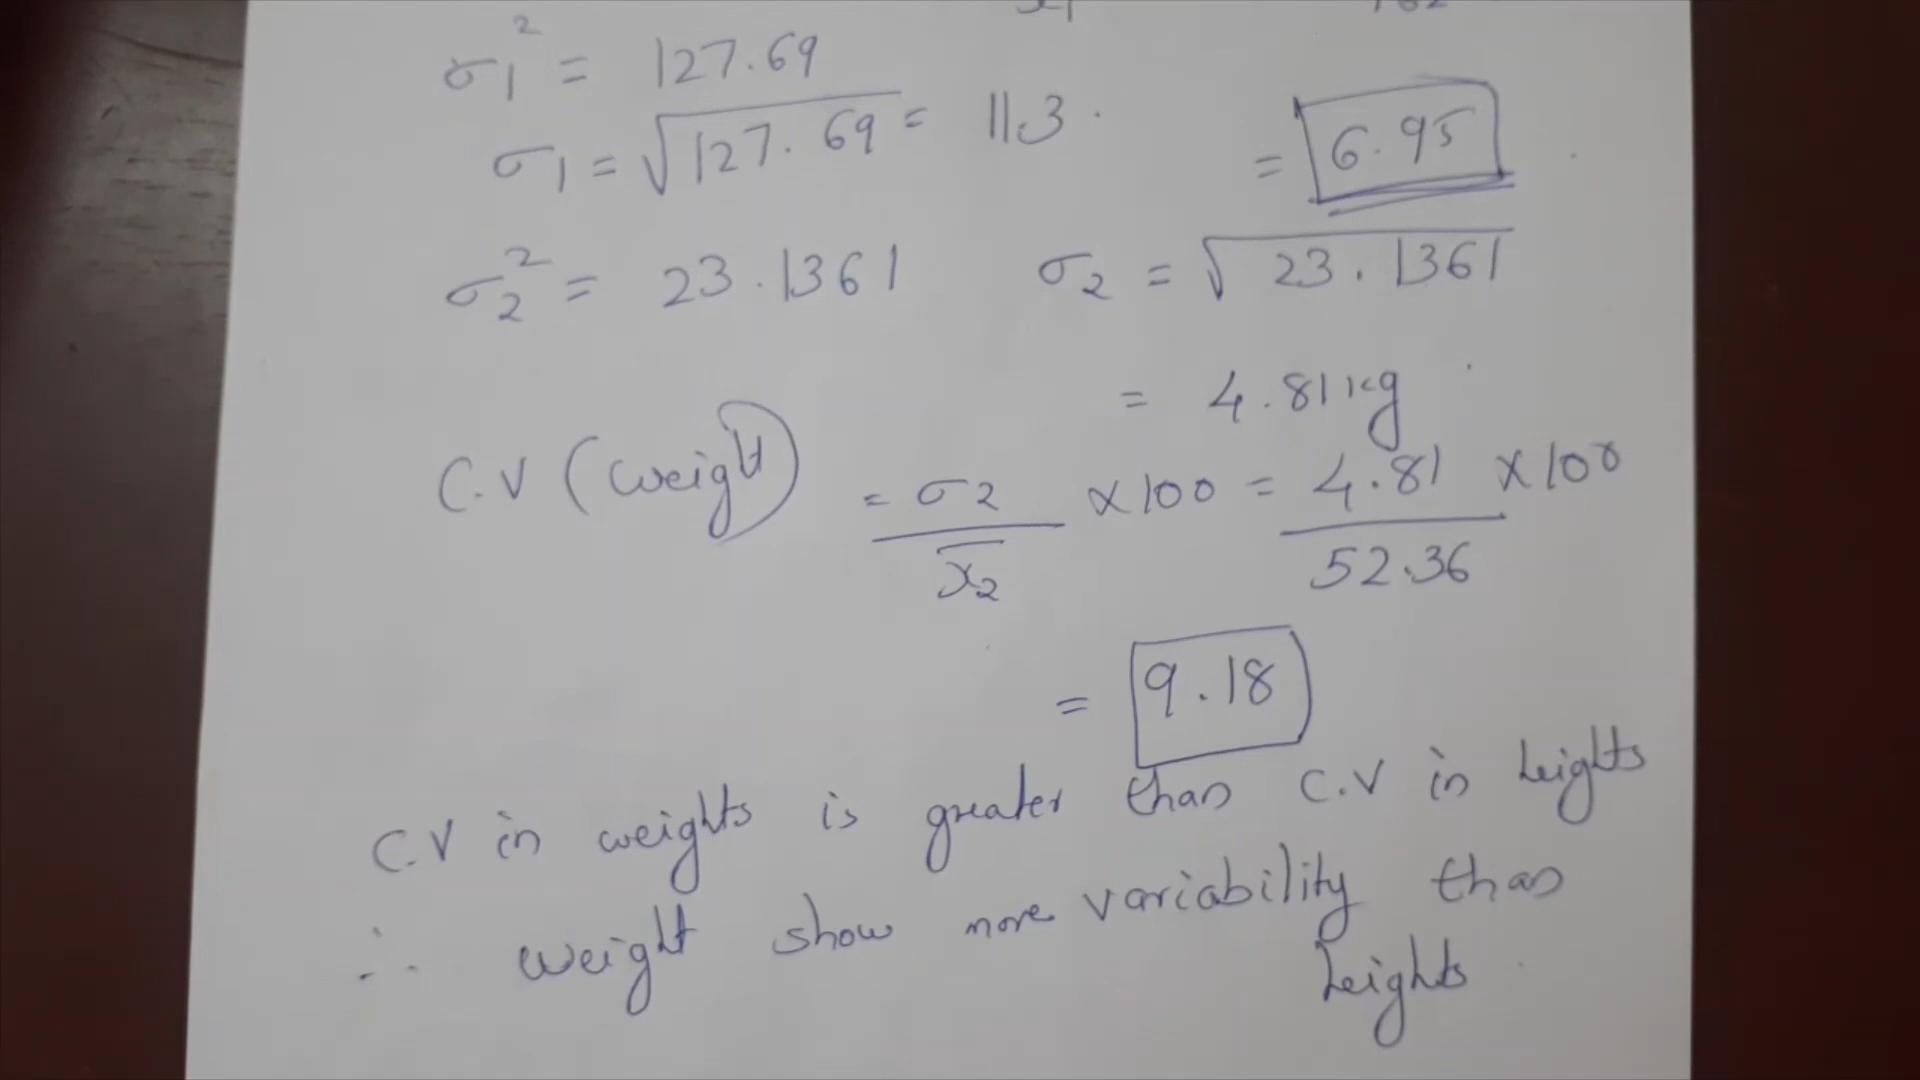 σ₁² = 127.69
σ₁ = √127.69 = 11.3.
= 6.95
σ₂² = 23.1361 σ₂ = √23.1361
= 4.81 kg
C.V (weight) = σ₂/x̄₂ ×100 = 4.81/52.36 ×100
= 9.18
C.V in weights is greater than C.V in heights
∴ weight show more variability than
heights.